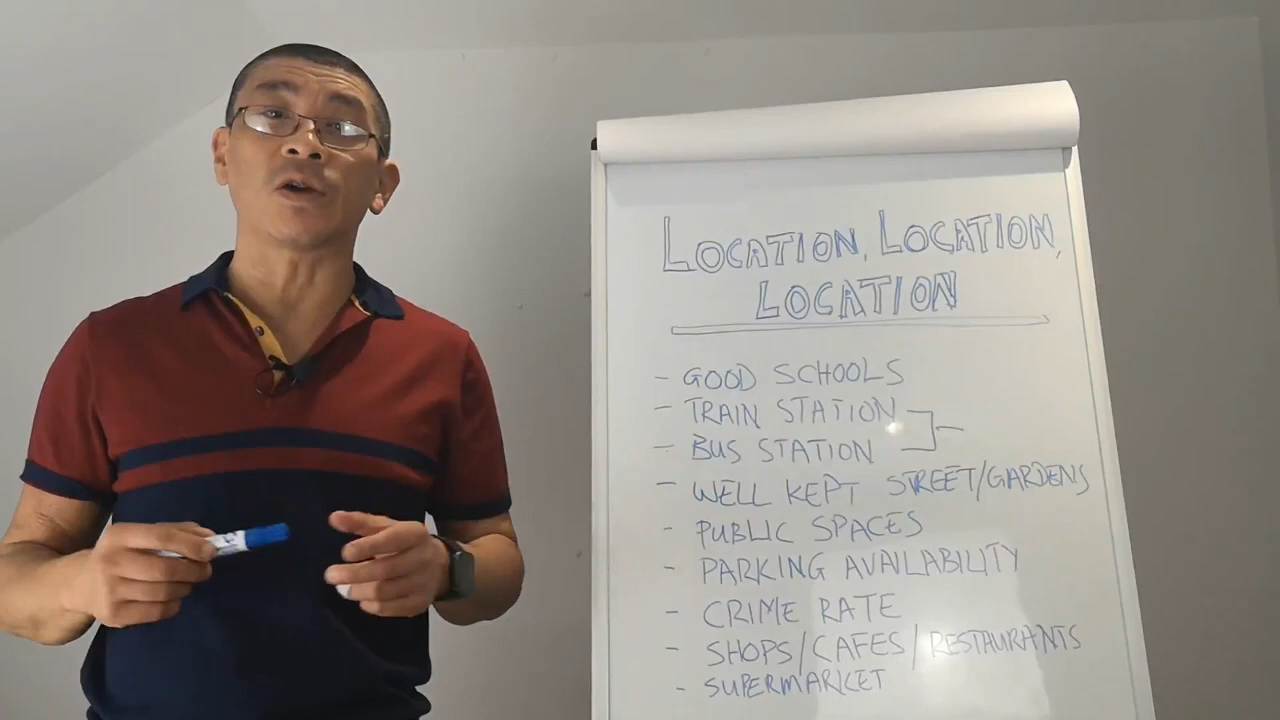 LOCATION, LOCATION,
LOCATION
- GOOD SCHOOLS
- TRAIN STATION
- BUS STATION
- WELL KEPT STREET/GARDENS
- PUBLIC SPACES
- PARKING AVAILABILITY
- CRIME RATE
- SHOPS/CAFES/RESTAURANTS
- SUPERMARKET